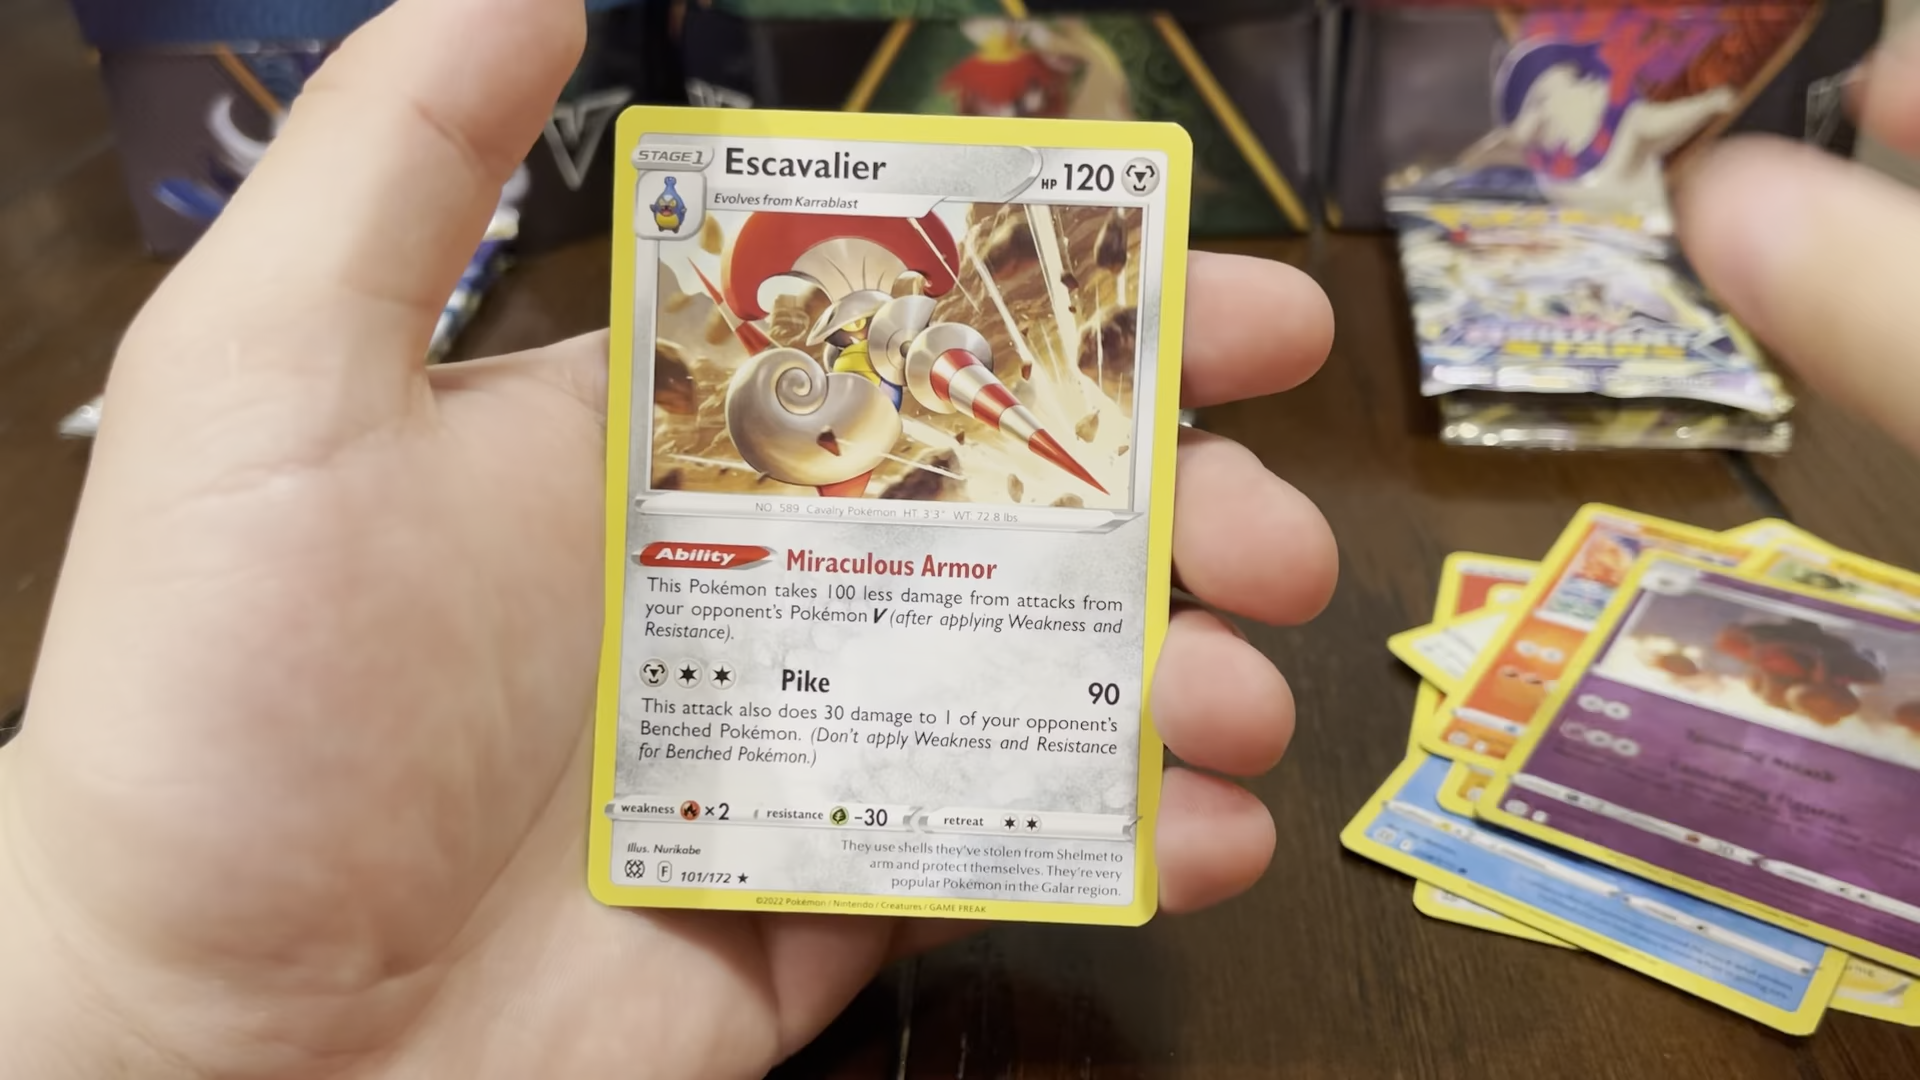 STAGE 1
Escavalier
HP 120
Evolves from Karrablast
NO. 589 Cavalry Pokémon HT: 3'3" WT: 72.8 lbs
Ability Miraculous Armor
This Pokémon takes 100 less damage from attacks from
your opponent's Pokémon V (after applying Weakness and
Resistance).
Pike 90
This attack also does 30 damage to 1 of your opponent's
Benched Pokémon. (Don't apply Weakness and Resistance
for Benched Pokémon.)
weakness ×2 resistance -30 retreat
Illus. Nurikabe
F 101/172 ★
They use shells they've stolen from Shelmet to
arm and protect themselves. They're very
popular Pokémon in the Galar region.
©2022 Pokémon / Nintendo / Creatures / GAME FREAK
BRILLIANT
STARS